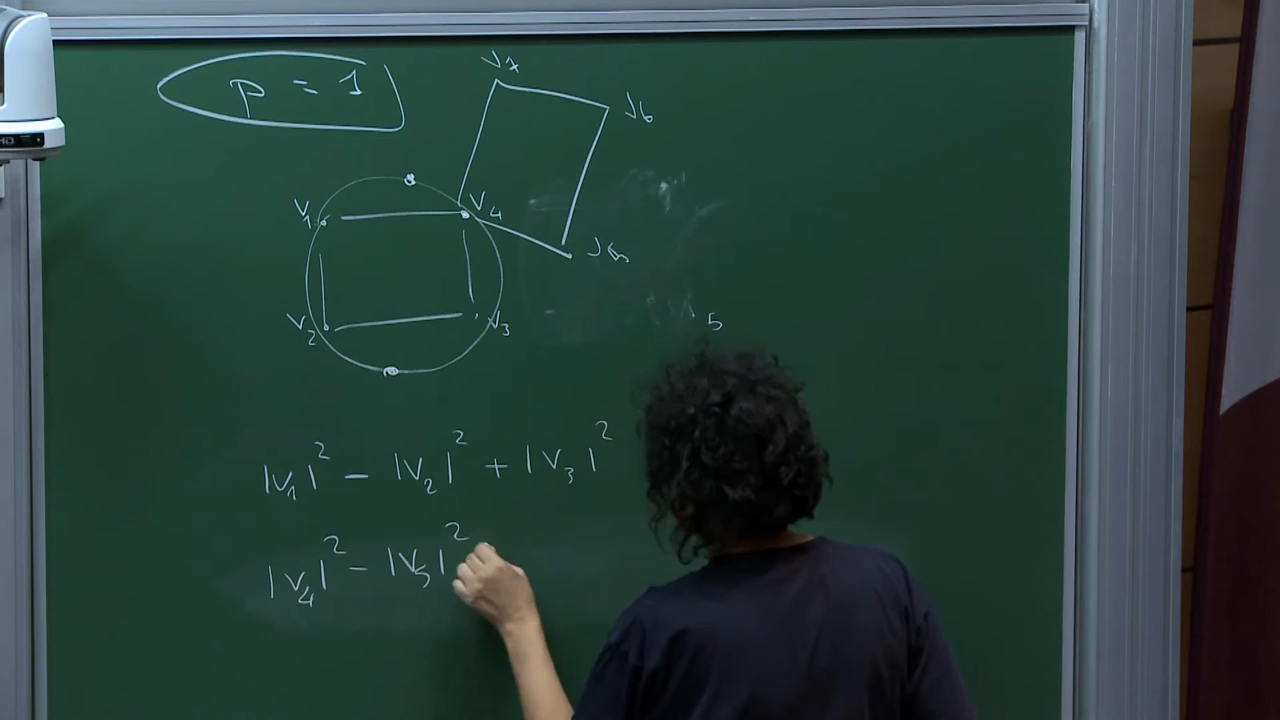 p = 1
V7
V6
V1
V4
V5
V2
V3
5
|V1|² - |V2|² + |V3|²
|V4|² - |V5|²
HD